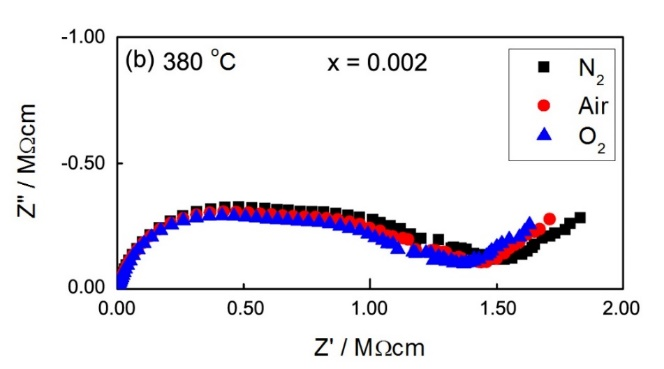 (b) 380 °C
x = 0.002
N₂
Air
O₂
-1.00
-0.50
0.00
Z" / MΩcm
0.00 0.50 1.00 1.50 2.00
Z' / MΩcm